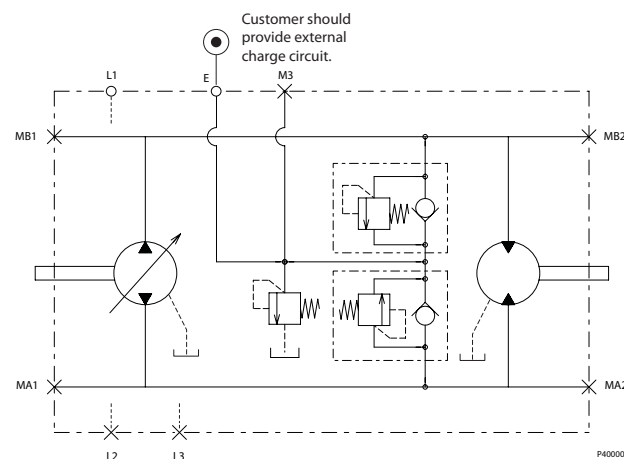 Customer should
provide external
charge circuit.
L1
E
M3
MB1
MB2
MA1
MA2
L2
L3
P40000